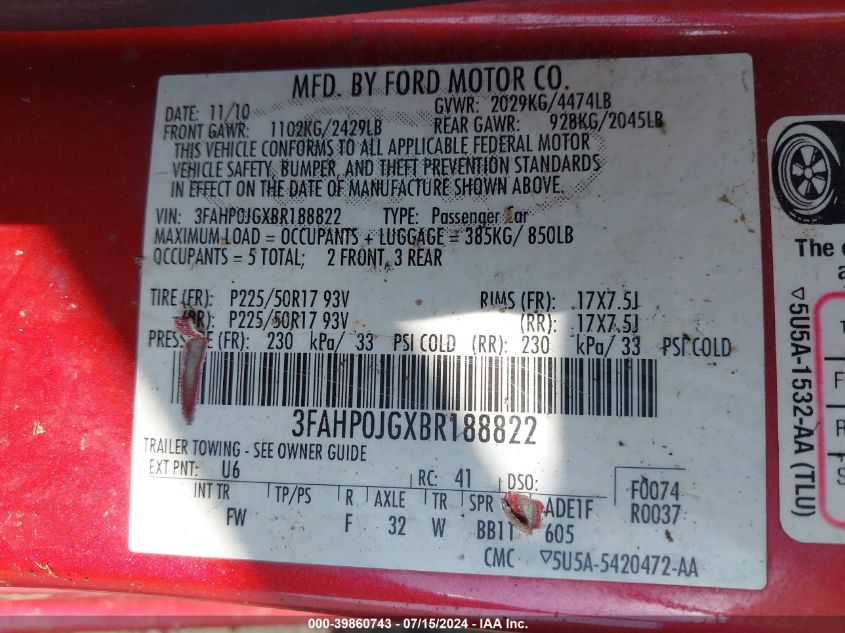 MFD. BY FORD MOTOR CO.
DATE: 11/10 GVWR: 2029KG/4474LB
FRONT GAWR: 1102KG/2429LB REAR GAWR: 928KG/2045LB
THIS VEHICLE CONFORMS TO ALL APPLICABLE FEDERAL MOTOR
VEHICLE SAFETY, BUMPER, AND THEFT PREVENTION STANDARDS
IN EFFECT ON THE DATE OF MANUFACTURE SHOWN ABOVE.
VIN: 3FAHP0JGXBR188822 TYPE: Passenger Car
MAXIMUM LOAD = OCCUPANTS + LUGGAGE = 385KG/ 850LB
OCCUPANTS = 5 TOTAL; 2 FRONT, 3 REAR
TIRE (FR): P225/50R17 93V RIMS (FR): 17X7.5J
(RR): P225/50R17 93V (RR): 17X7.5J
(FR): 230 kPa/ 33 PSI COLD (RR): 230 kPa/ 33 PSI COLD
3FAHP0JGXBR188822
TRAILER TOWING - SEE OWNER GUIDE
EXT PNT: U6 RC: 41 DSO:
INT TR TP/PS R AXLE TR SPR ADE1F F0074
FW F 32 W BB11 605 R0037
CMC ▽5U5A-5420472-AA
The
a
F
R
S
▽5U5A-1532-AA (TLU)
000-39860743 - 07/15/2024 - IAA Inc.